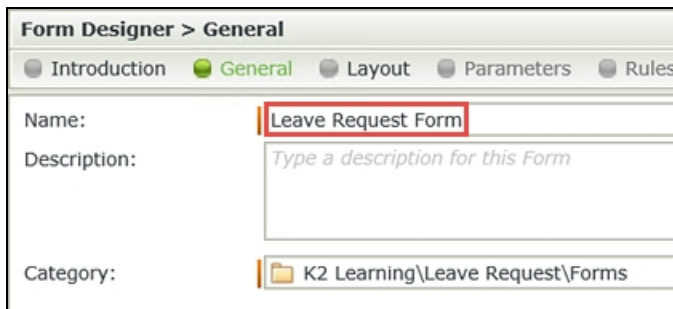 Form Designer > General
Introduction General Layout Parameters Rules
Name: Leave Request Form
Description: Type a description for this Form
Category: K2 Learning\Leave Request\Forms